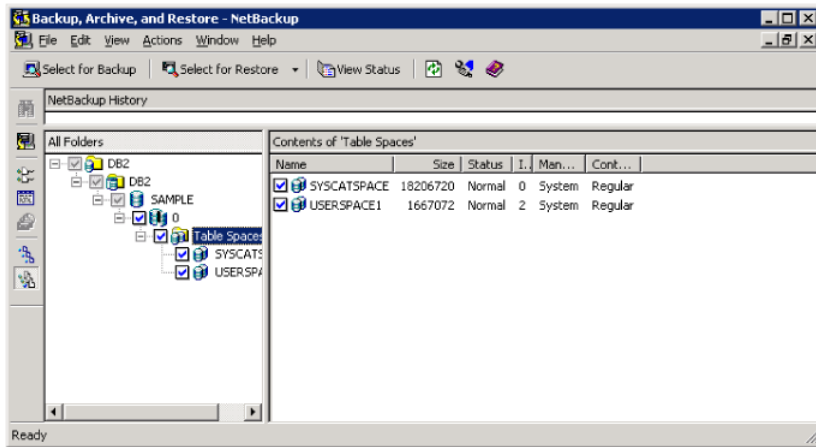 Backup, Archive, and Restore - NetBackup
File Edit View Actions Window Help
Select for Backup Select for Restore View Status
NetBackup History
All Folders
Contents of 'Table Spaces'
DB2
DB2
SAMPLE
0
Table Spaces
SYSCATS
USERSPA
Name Size Status I.. Man... Cont...
SYSCATSPACE 18206720 Normal 0 System Regular
USERSPACE1 1667072 Normal 2 System Regular
Ready